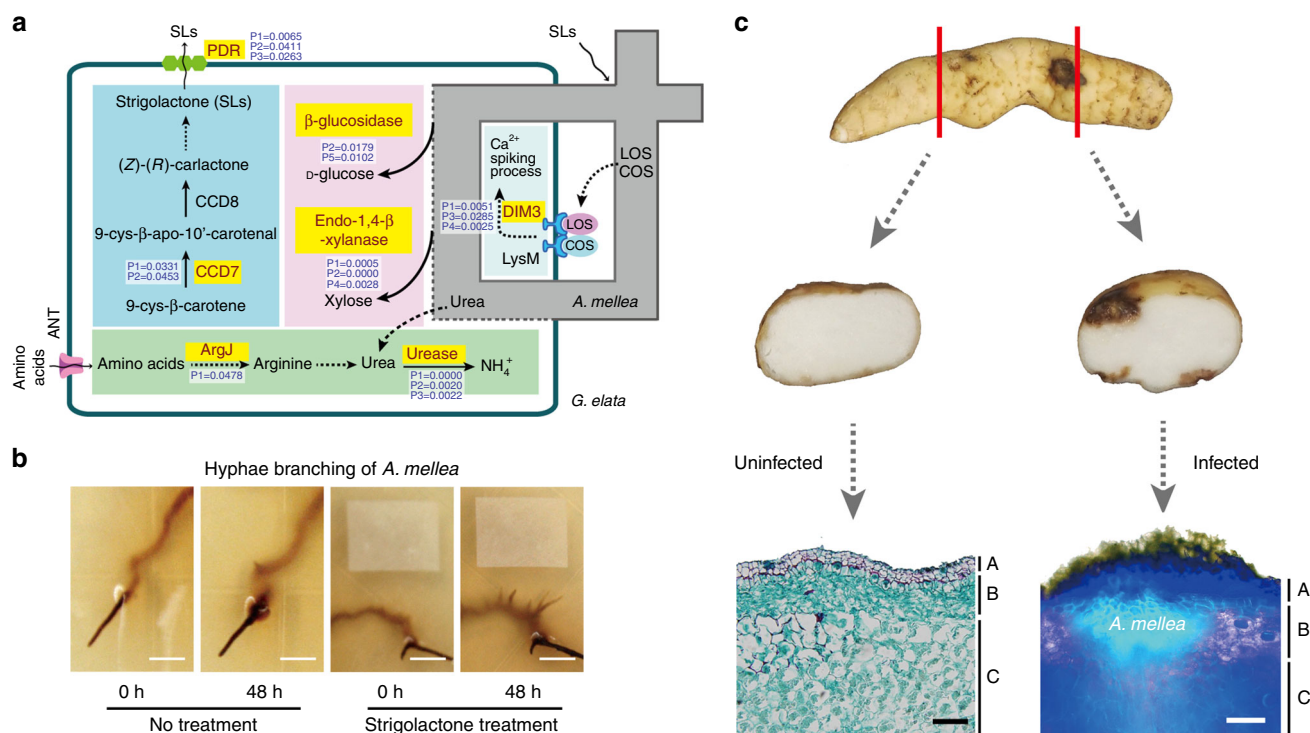 a
SLs
PDR
P1=0.0065
P2=0.0411
P3=0.0263
Strigolactone (SLs)
(Z)-(R)-carlactone
CCD8
9-cys-β-apo-10'-carotenal
P1=0.0331
P2=0.0453
CCD7
9-cys-β-carotene
β-glucosidase
P2=0.0179
P5=0.0102
D-glucose
Endo-1,4-β
-xylanase
P1=0.0005
P2=0.0000
P4=0.0028
Xylose
SLs
Ca2+
spiking
process
P1=0.0051
P3=0.0285
P4=0.0025
DIM3
LysM
LOS
COS
LOS
COS
Urea
A. mellea
ANT
Amino
acids
Amino acids
ArgJ
P1=0.0478
Arginine
Urea
Urease
P1=0.0000
P2=0.0020
P3=0.0022
NH4+
G. elata
b
Hyphae branching of A. mellea
0 h
48 h
0 h
48 h
No treatment
Strigolactone treatment
c
Uninfected
Infected
A
B
C
A. mellea
A
B
C